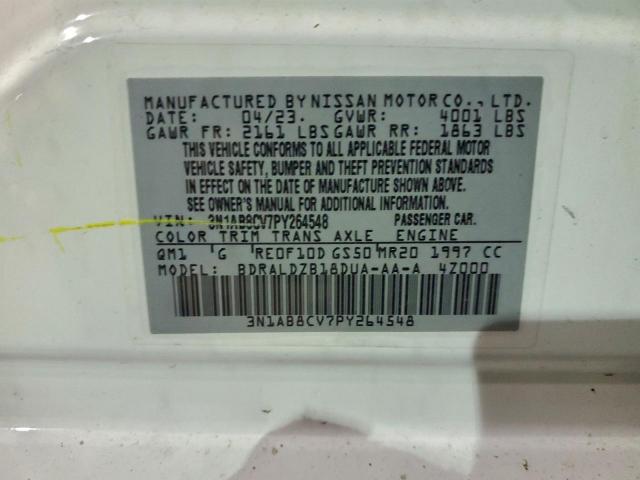 MANUFACTURED BY NISSAN MOTOR CO., LTD.
DATE: 04/23. GVWR: 4001 LBS
GAWR FR: 2161 LBS GAWR RR: 1863 LBS
THIS VEHICLE CONFORMS TO ALL APPLICABLE FEDERAL MOTOR
VEHICLE SAFETY, BUMPER AND THEFT PREVENTION STANDARDS
IN EFFECT ON THE DATE OF MANUFACTURE SHOWN ABOVE.
SEE OWNER'S MANUAL FOR ADDITIONAL INFORMATION.
VIN: 3N1AB8CV7PY264548 PASSENGER CAR.
COLOR TRIM TRANS AXLE ENGINE
QM1 'G 'RE0F10D GS50 MR20 1997 CC
MODEL: BDRALDZB18DUA-AA-A 4Z000
3N1AB8CV7PY264548